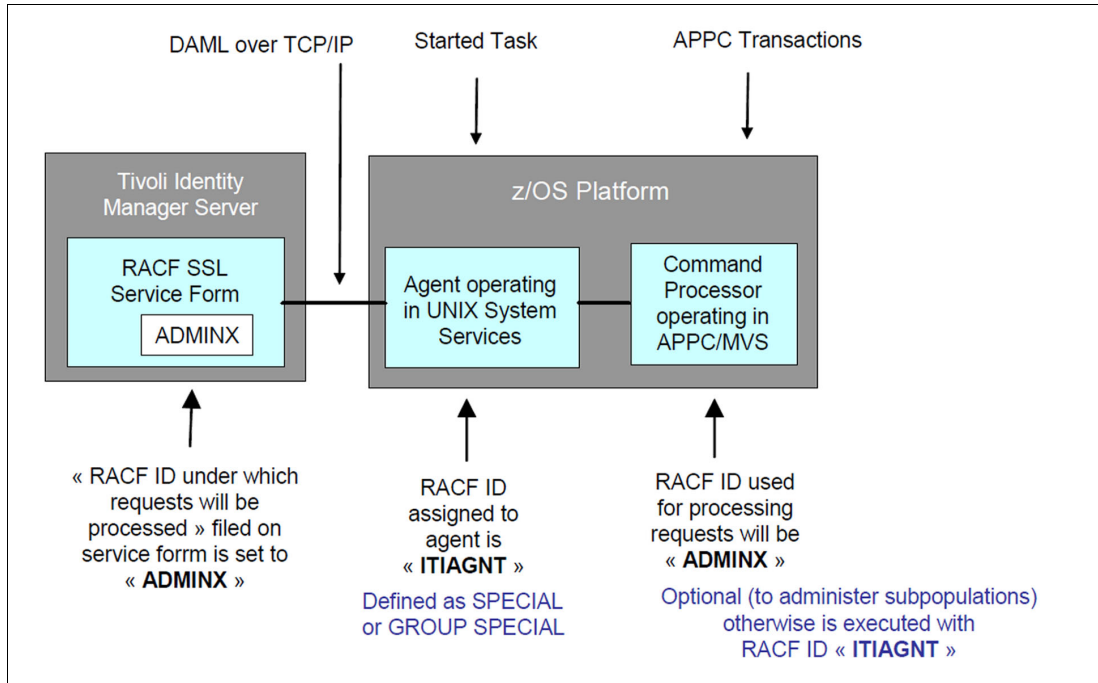 DAML over TCP/IP
Started Task
APPC Transactions
Tivoli Identity
Manager Server
RACF SSL
Service Form
ADMINX
z/OS Platform
Agent operating
in UNIX System
Services
Command
Processor
operating in
APPC/MVS
« RACF ID under which
requests will be
processed » filed on
service forrm is set to
« ADMINX »
RACF ID
assigned to
agent is
« ITIAGNT »
Defined as SPECIAL
or GROUP SPECIAL
RACF ID used
for processing
requests will be
« ADMINX »
Optional (to administer subpopulations)
otherwise is executed with
RACF ID « ITIAGNT »